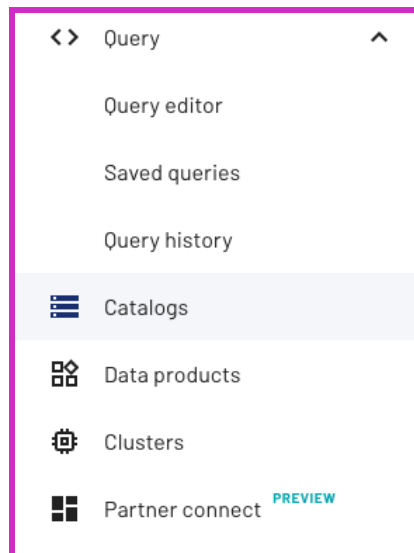 Query
Query editor
Saved queries
Query history
Catalogs
Data products
Clusters
Partner connect PREVIEW